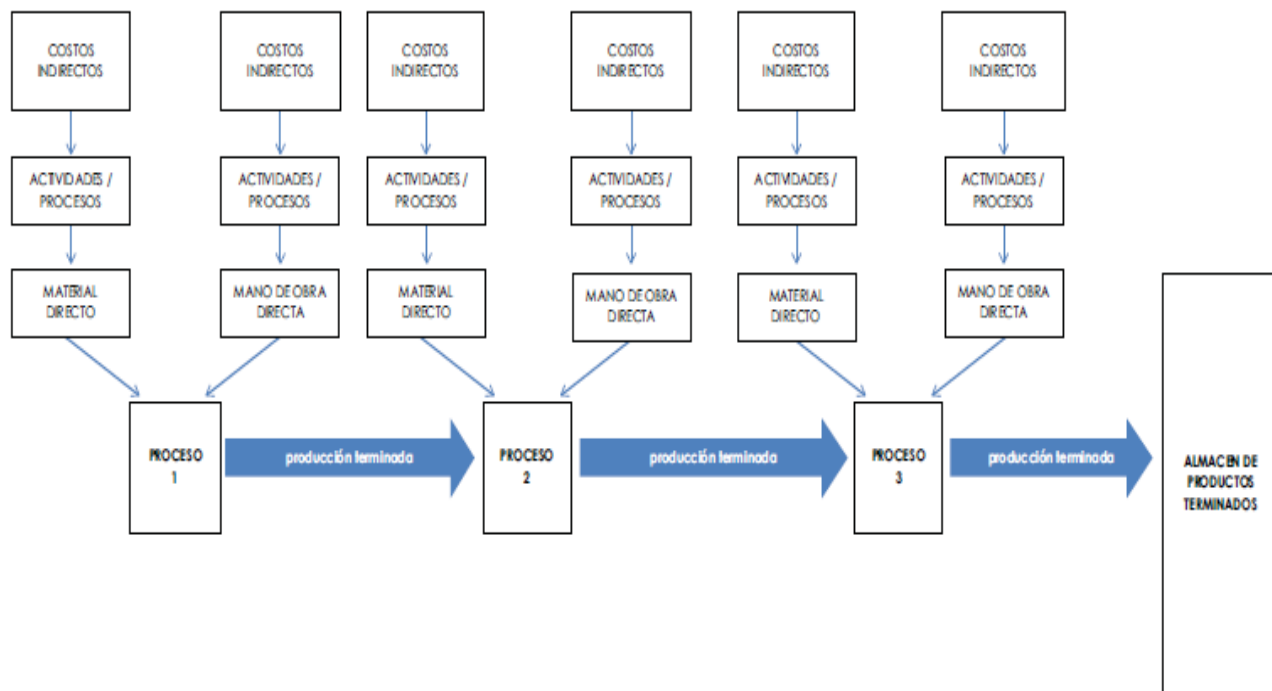 COSTOS
INDIRECTOS
COSTOS
INDIRECTOS
COSTOS
INDIRECTOS
COSTOS
INDIRECTOS
COSTOS
INDIRECTOS
COSTOS
INDIRECTOS
ACTIVIDADES /
PROCESOS
ACTIVIDADES /
PROCESOS
ACTIVIDADES /
PROCESOS
ACTIVIDADES /
PROCESOS
ACTIVIDADES /
PROCESOS
ACTIVIDADES /
PROCESOS
MATERIAL
DIRECTO
MANO DE OBRA
DIRECTA
MATERIAL
DIRECTO
MANO DE OBRA
DIRECTA
MATERIAL
DIRECTO
MANO DE OBRA
DIRECTA
PROCESO
1
producción terminada
PROCESO
2
producción terminada
PROCESO
3
producción terminada
ALMACEN DE
PRODUCTOS
TERMINADOS